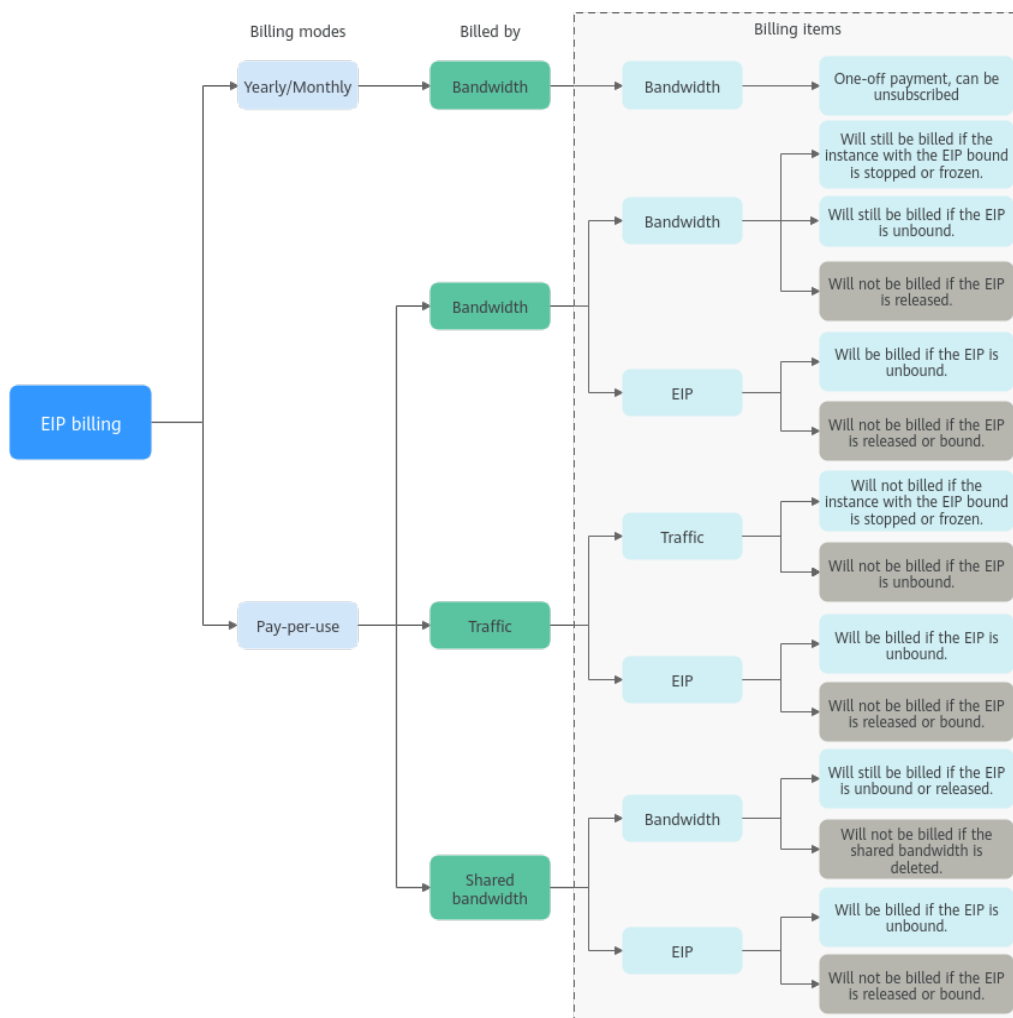 Billing modes
Billed by
Billing items
Yearly/Monthly
Bandwidth
Bandwidth
One-off payment, can be
unsubscribed
Will still be billed if the
instance with the EIP bound
is stopped or frozen.
Bandwidth
Will still be billed if the EIP
is unbound.
Will not be billed if the EIP
is released.
Bandwidth
EIP
Will be billed if the EIP is
unbound.
Will not be billed if the EIP
is released or bound.
EIP billing
Traffic
Will not billed if the
instance with the EIP bound
is stopped or frozen.
Will not be billed if the EIP
is unbound.
Pay-per-use
Traffic
EIP
Will be billed if the EIP is
unbound.
Will not be billed if the EIP
is released or bound.
Bandwidth
Will still be billed if the EIP
is unbound or released.
Will not be billed if the
shared bandwidth is
deleted.
Shared
bandwidth
EIP
Will be billed if the EIP is
unbound.
Will not be billed if the EIP
is released or bound.